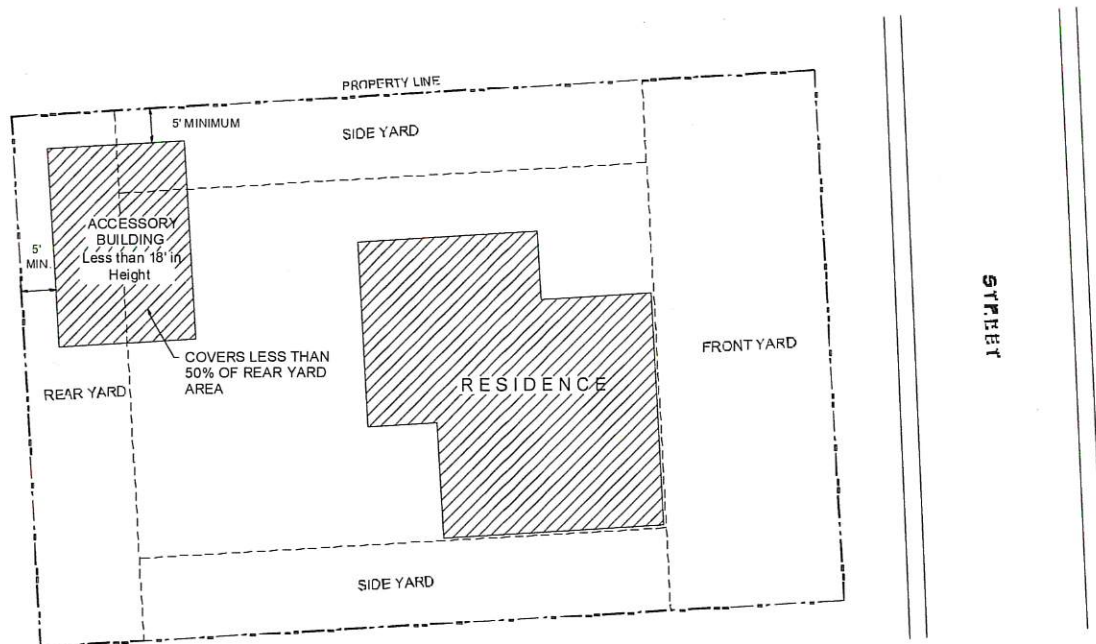 PROPERTY LINE
5' MINIMUM
SIDE YARD
ACCESSORY
BUILDING
Less than 18' in
Height
5'
MIN.
STREET
FRONT YARD
COVERS LESS THAN
50% OF REAR YARD
AREA
RESIDENCE
REAR YARD
SIDE YARD